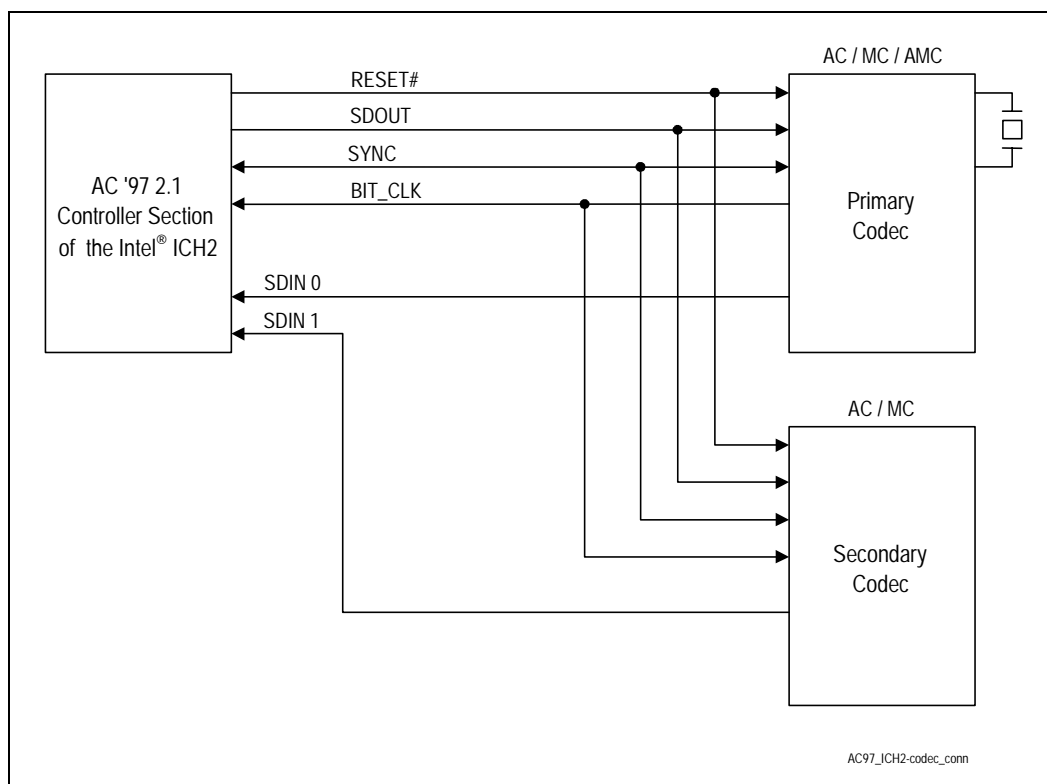 AC / MC / AMC
RESET#
SDOUT
SYNC
BIT_CLK
AC '97 2.1
Controller Section
of the Intel® ICH2
Primary
Codec
SDIN 0
SDIN 1
AC / MC
Secondary
Codec
AC97_ICH2-codec_conn